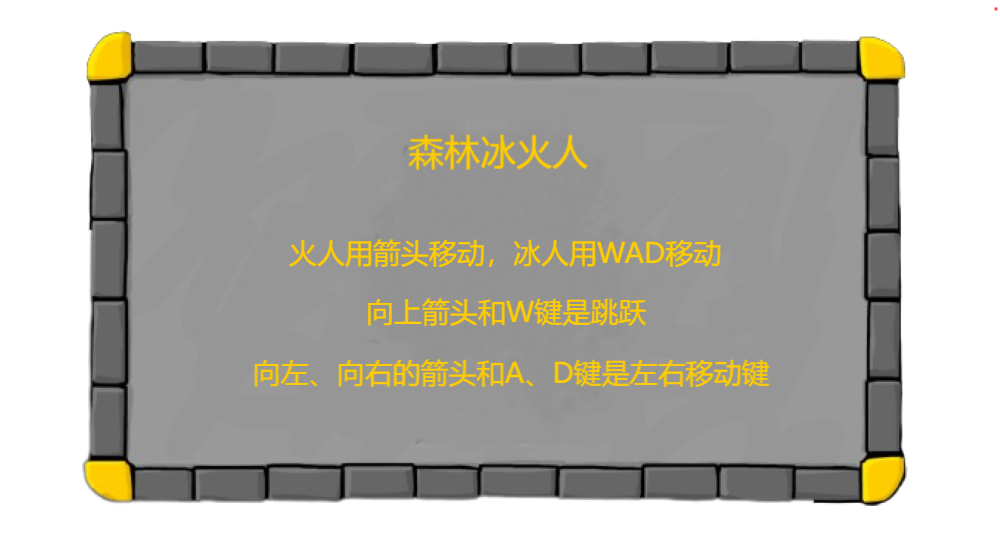 森林冰火人
火人用箭头移动，冰人用WAD移动
向上箭头和W键是跳跃
向左、向右的箭头和A、D键是左右移动键